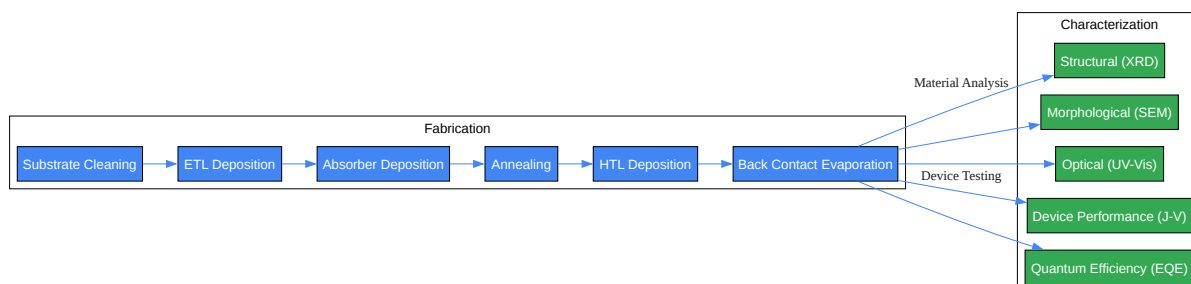 Characterization
Structural (XRD)
Material Analysis
Morphological (SEM)
Fabrication
Substrate Cleaning
ETL Deposition
Absorber Deposition
Annealing
HTL Deposition
Back Contact Evaporation
Optical (UV-Vis)
Device Testing
Device Performance (J-V)
Quantum Efficiency (EQE)